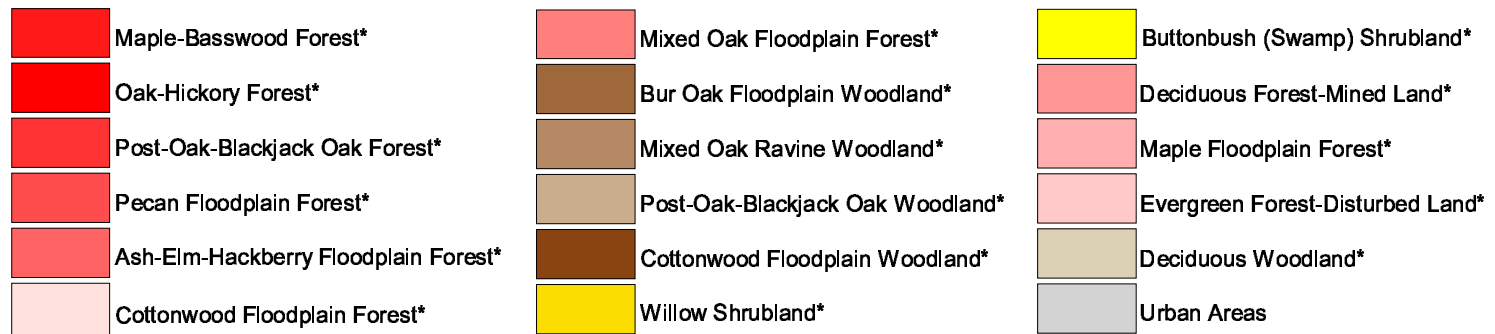 Maple-Basswood Forest*
Oak-Hickory Forest*
Post-Oak-Blackjack Oak Forest*
Pecan Floodplain Forest*
Ash-Elm-Hackberry Floodplain Forest*
Cottonwood Floodplain Forest*
Mixed Oak Floodplain Forest*
Bur Oak Floodplain Woodland*
Mixed Oak Ravine Woodland*
Post-Oak-Blackjack Oak Woodland*
Cottonwood Floodplain Woodland*
Willow Shrubland*
Buttonbush (Swamp) Shrubland*
Deciduous Forest-Mined Land*
Maple Floodplain Forest*
Evergreen Forest-Disturbed Land*
Deciduous Woodland*
Urban Areas